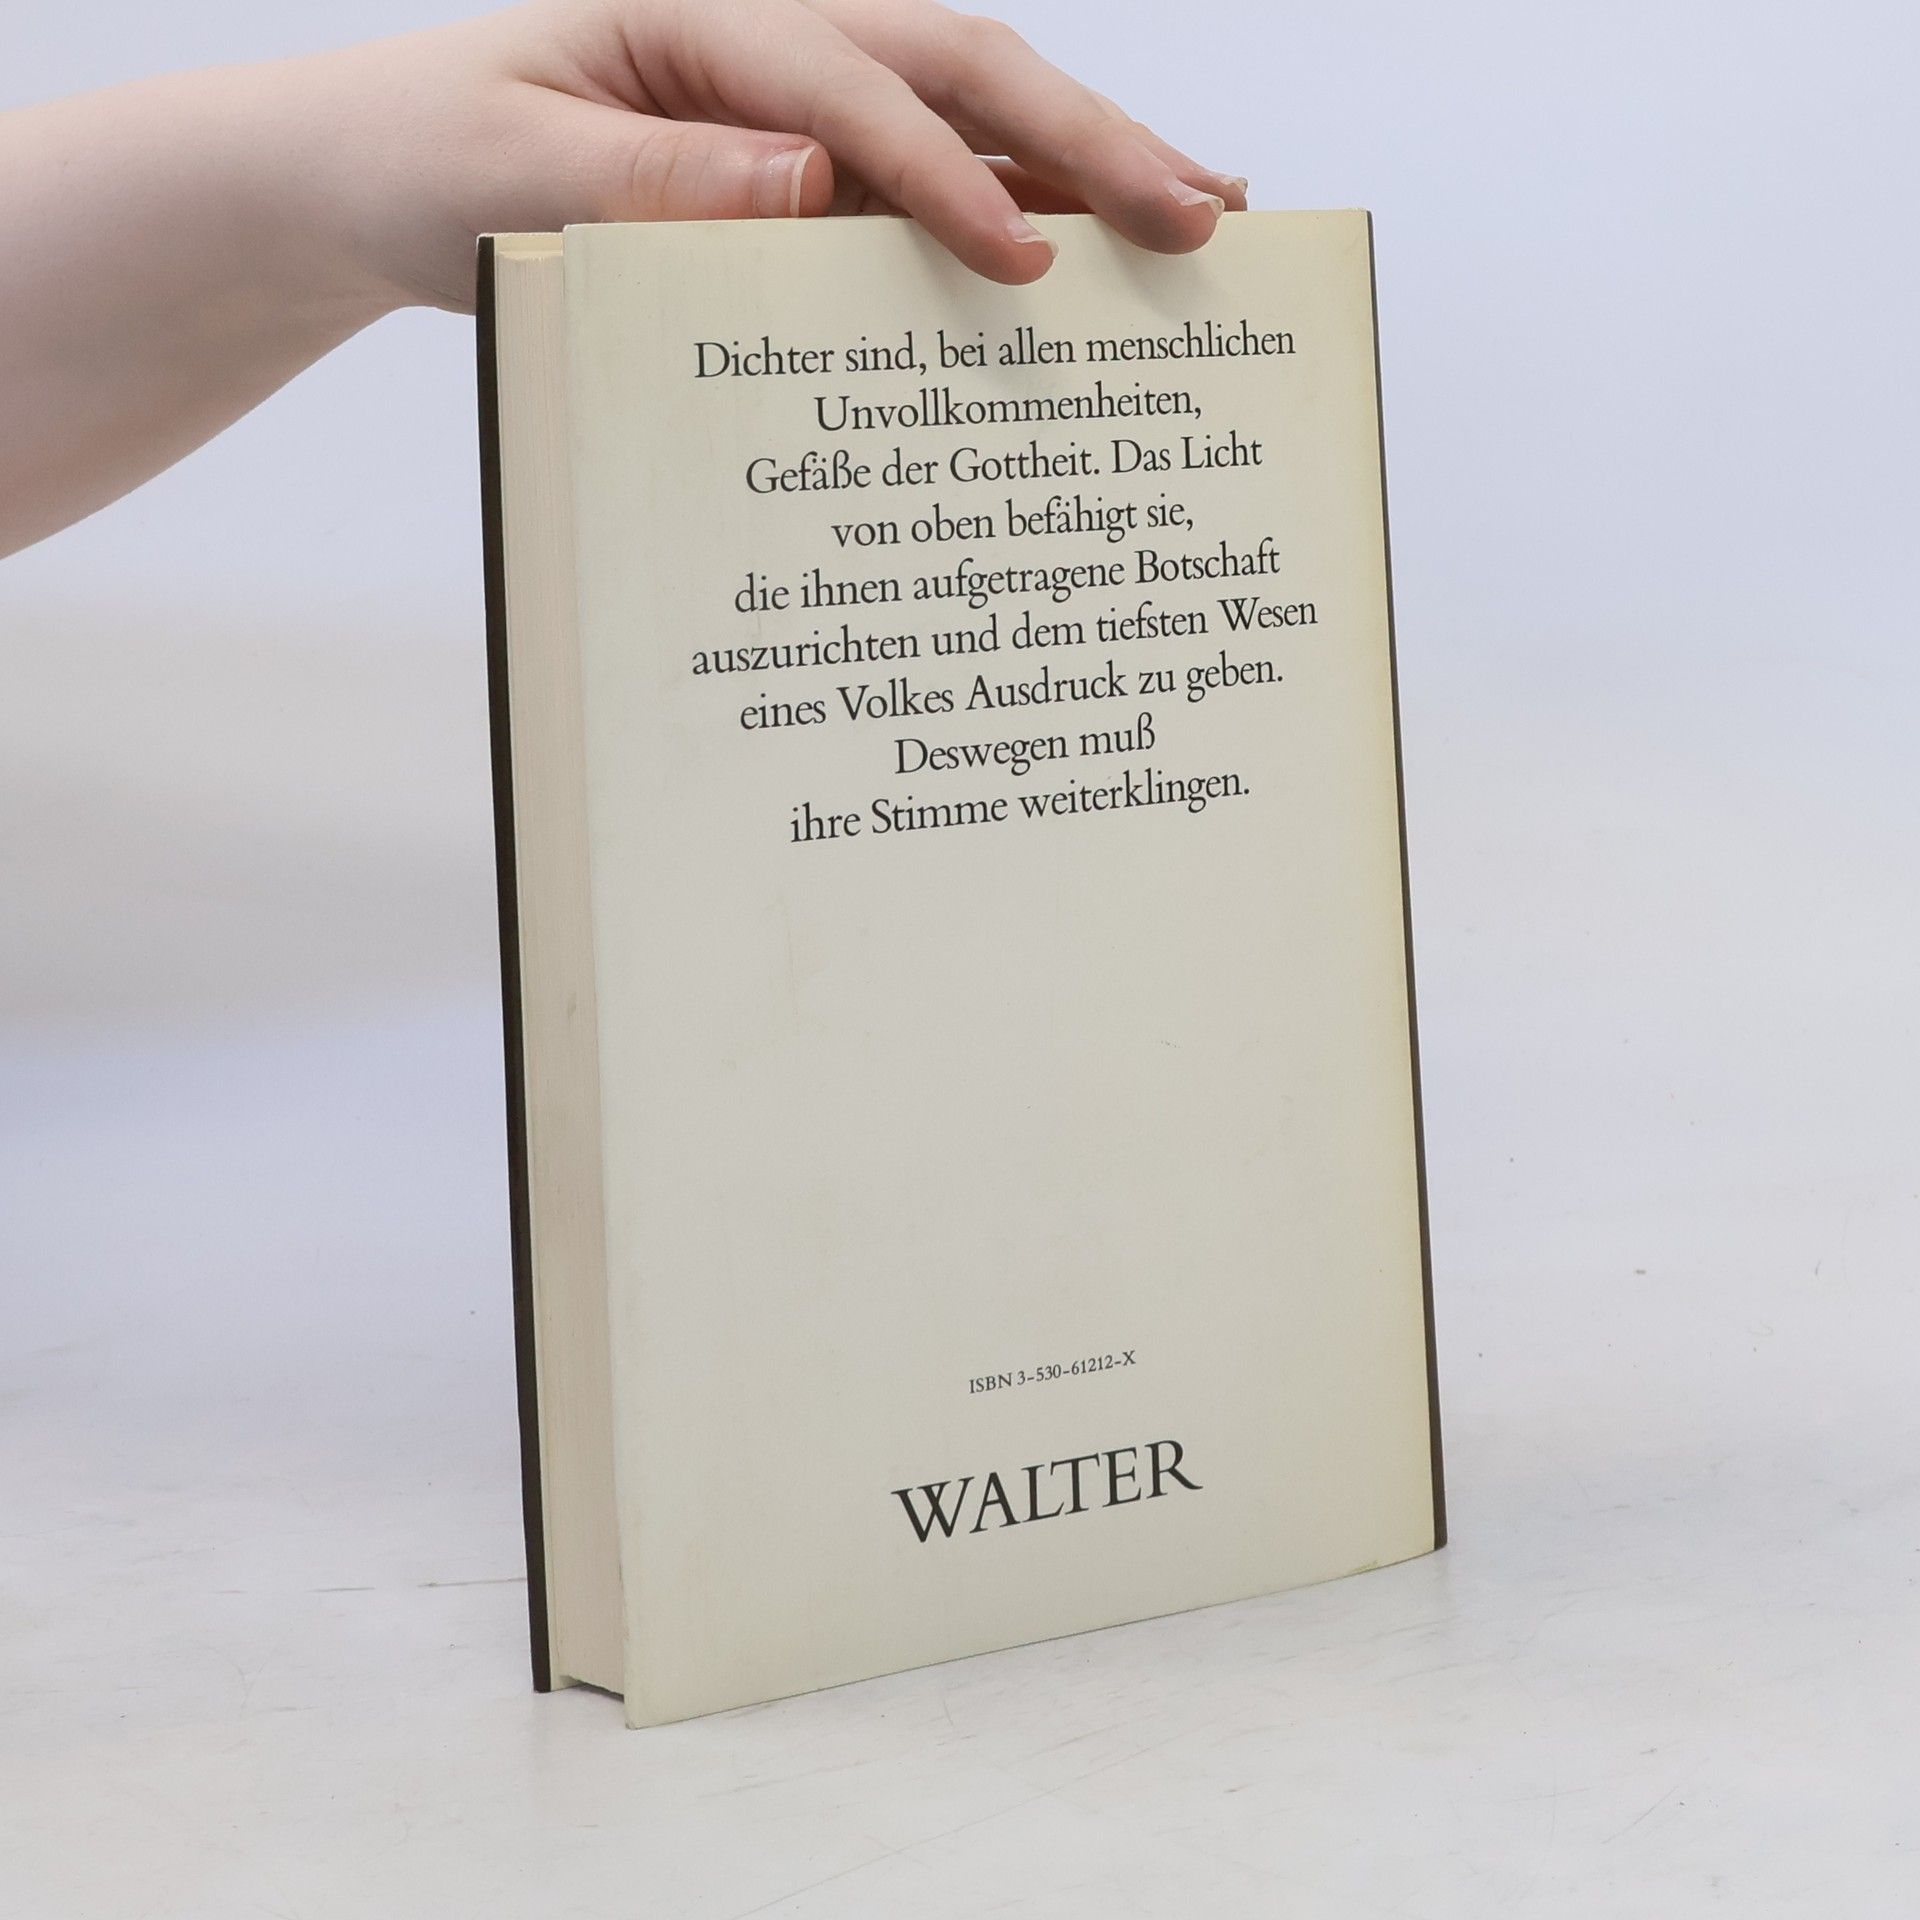 Dichter sind, bei allen menschlichen
Unvollkommenheiten,
Gefäße der Gottheit. Das Licht
von oben befähigt sie,
die ihnen aufgetragene Botschaft
auszurichten und dem tiefsten Wesen
eines Volkes Ausdruck zu geben.
Deswegen muß
ihre Stimme weiterklingen.
ISBN 3-530-61212-X
WALTER